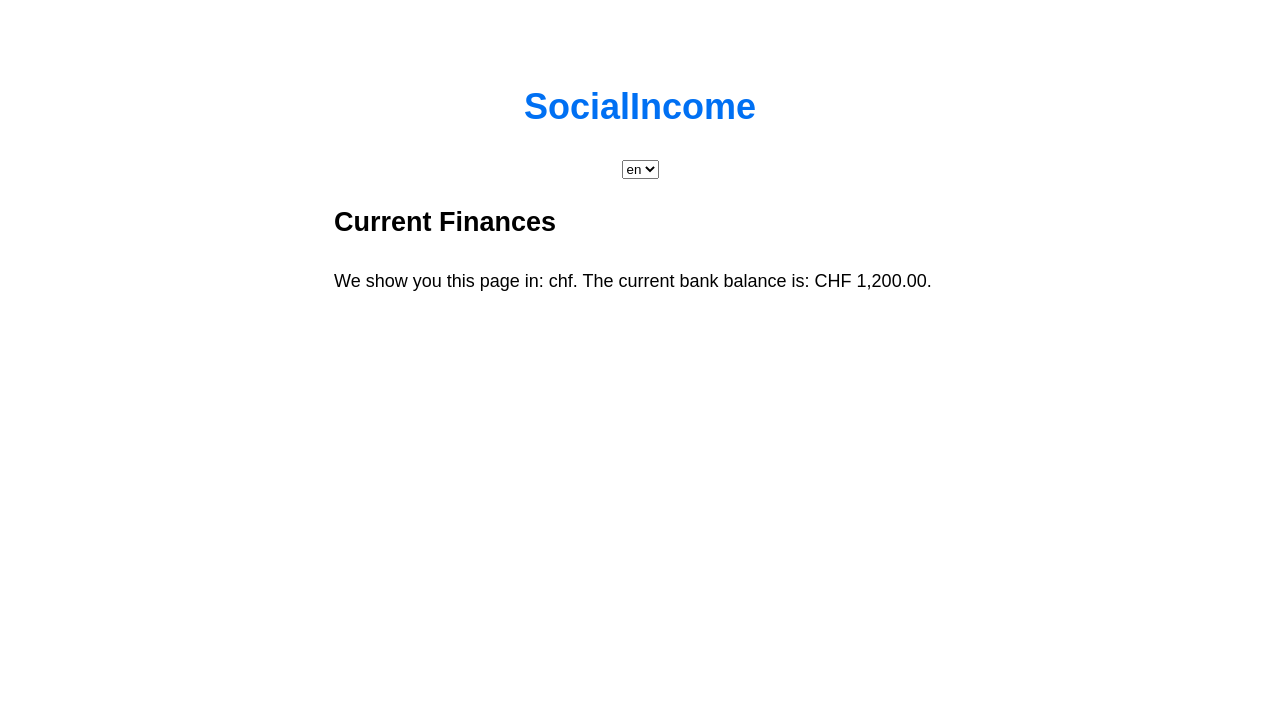 SocialIncome
en
Current Finances
We show you this page in: chf. The current bank balance is: CHF 1,200.00.